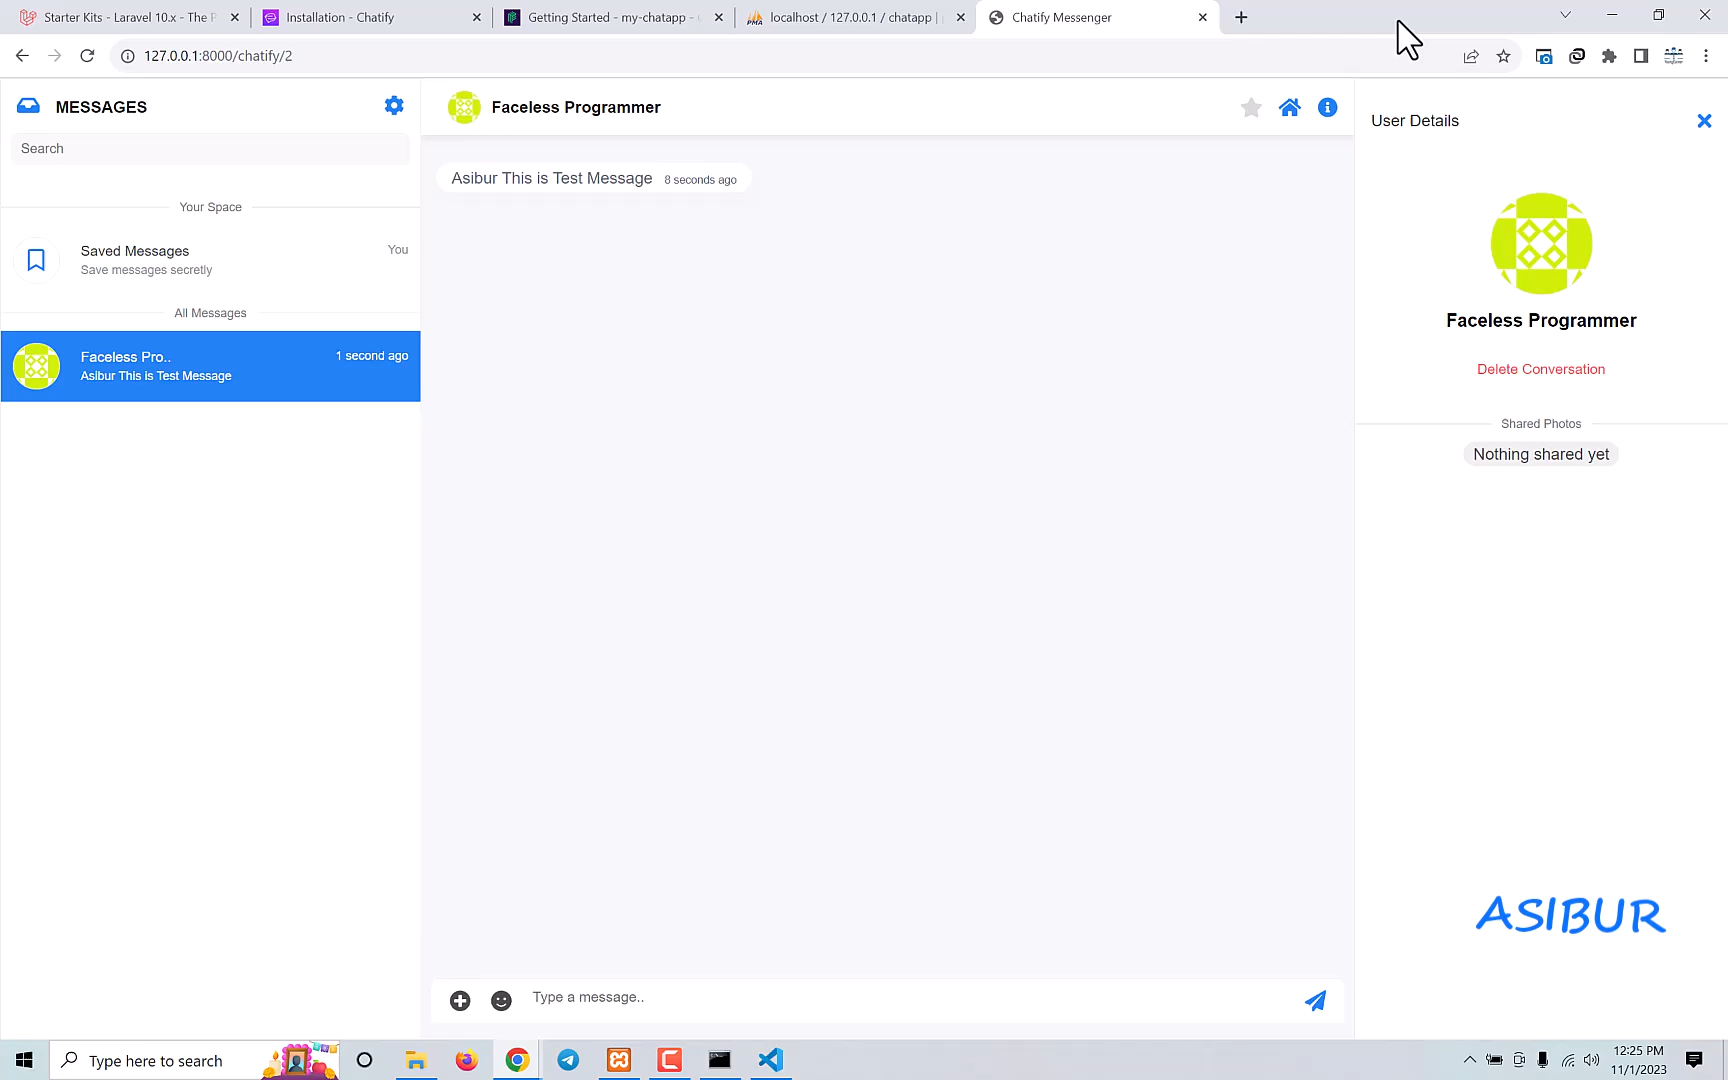 Starter Kits - Laravel 10.x - The P
Installation - Chatify
Getting Started - my-chatapp -
localhost / 127.0.0.1 / chatapp |
Chatify Messenger
127.0.0.1:8000/chatify/2
MESSAGES
Search
Your Space
Saved Messages
You
Save messages secretly
All Messages
Faceless Pro..
1 second ago
Asibur This is Test Message
Faceless Programmer
Asibur This is Test Message 8 seconds ago
Type a message..
User Details
Faceless Programmer
Delete Conversation
Shared Photos
Nothing shared yet
ASIBUR
Type here to search
12:25 PM
11/1/2023